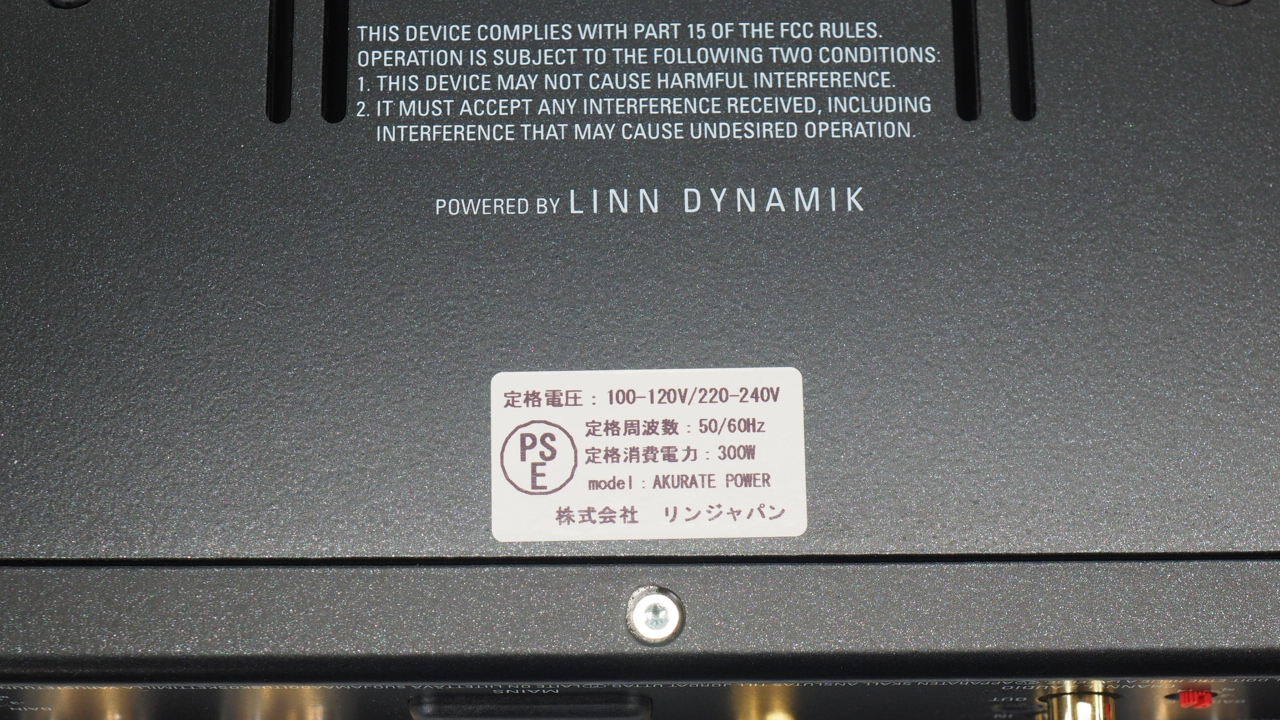 THIS DEVICE COMPLIES WITH PART 15 OF THE FCC RULES.
OPERATION IS SUBJECT TO THE FOLLOWING TWO CONDITIONS:
1. THIS DEVICE MAY NOT CAUSE HARMFUL INTERFERENCE.
2. IT MUST ACCEPT ANY INTERFERENCE RECEIVED, INCLUDING
INTERFERENCE THAT MAY CAUSE UNDESIRED OPERATION.
POWERED BY LINN DYNAMIK
定格電圧：100-120V/220-240V
PS
E
定格周波数：50/60Hz
定格消費電力：300W
model：AKURATE POWER
株式会社　リンジャパン
MAINS
GAIN
OUT
IN